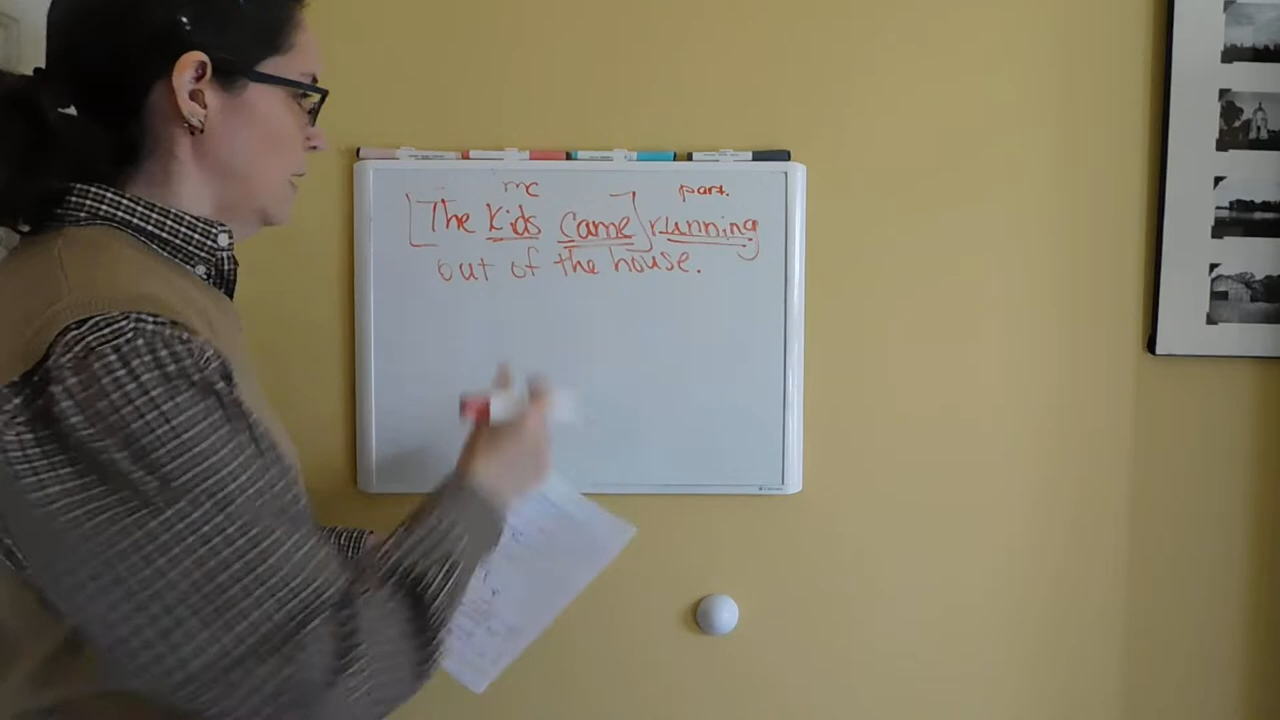 mc part.
[The kids came] running
out of the house.